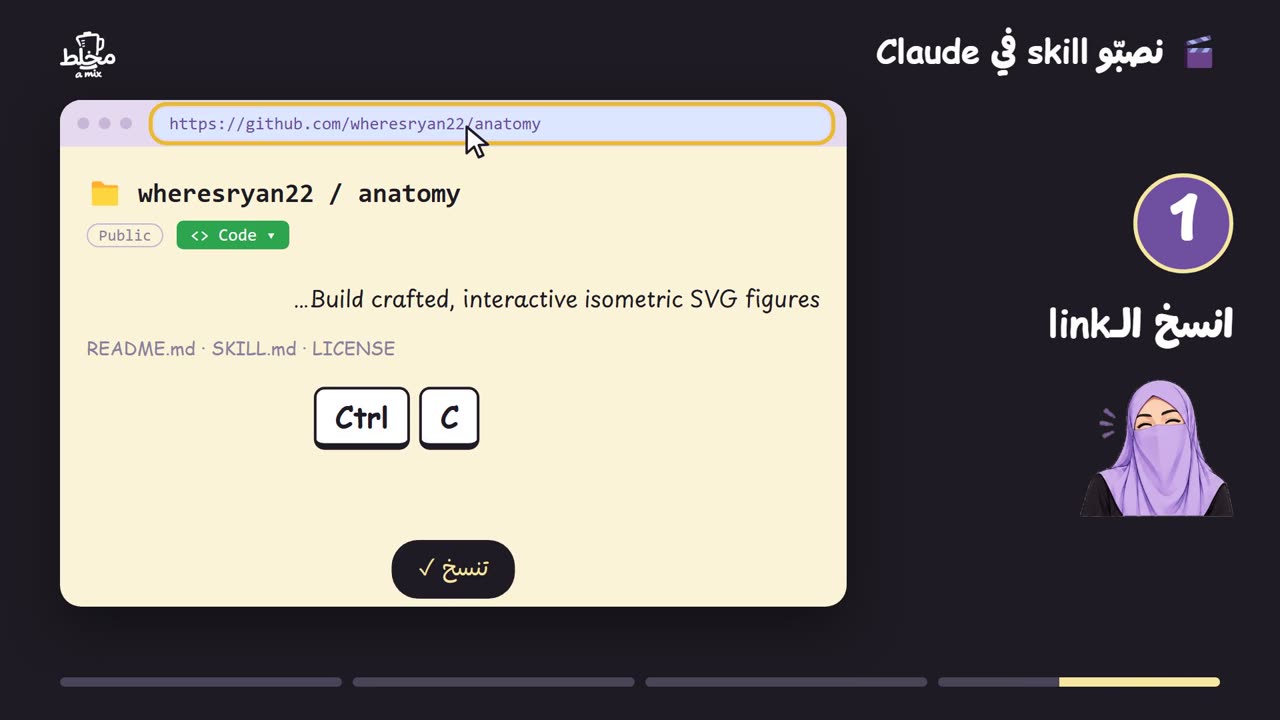 مخلط
a mix
🎬 نصبّو skill في Claude
https://github.com/wheresryan22/anatomy
wheresryan22 / anatomy
Public
<> Code ▾
...Build crafted, interactive isometric SVG figures
README.md · SKILL.md · LICENSE
Ctrl C
تنسخ ✓
1
انسخ الـlink